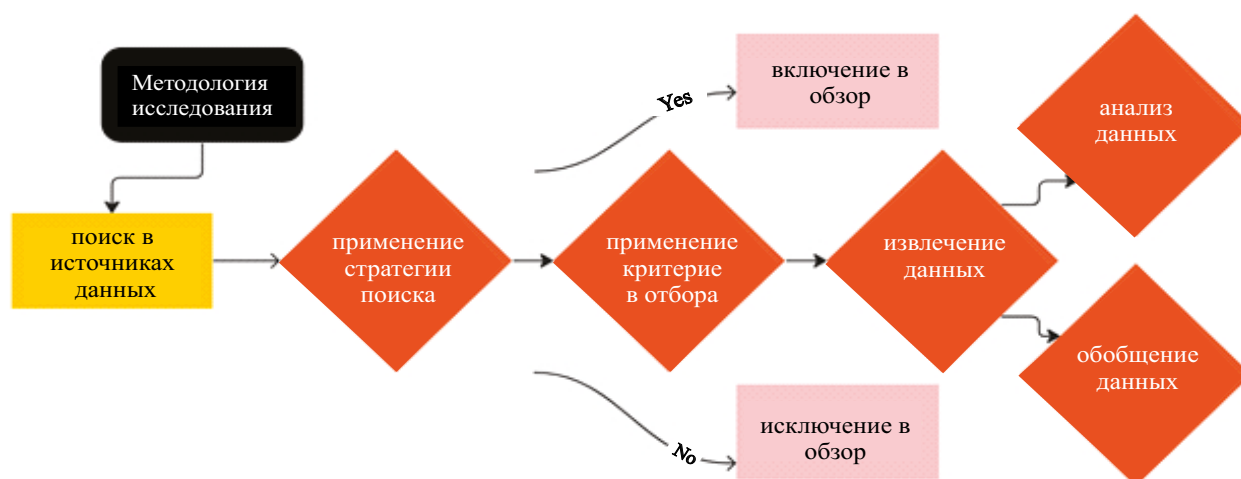 Методология
исследования
поиск в
источниках
данных
применение
стратегии
поиска
Yes
включение в
обзор
применение
критерие
в отбора
No
исключение в
обзор
извлечение
данных
анализ
данных
обобщение
данных